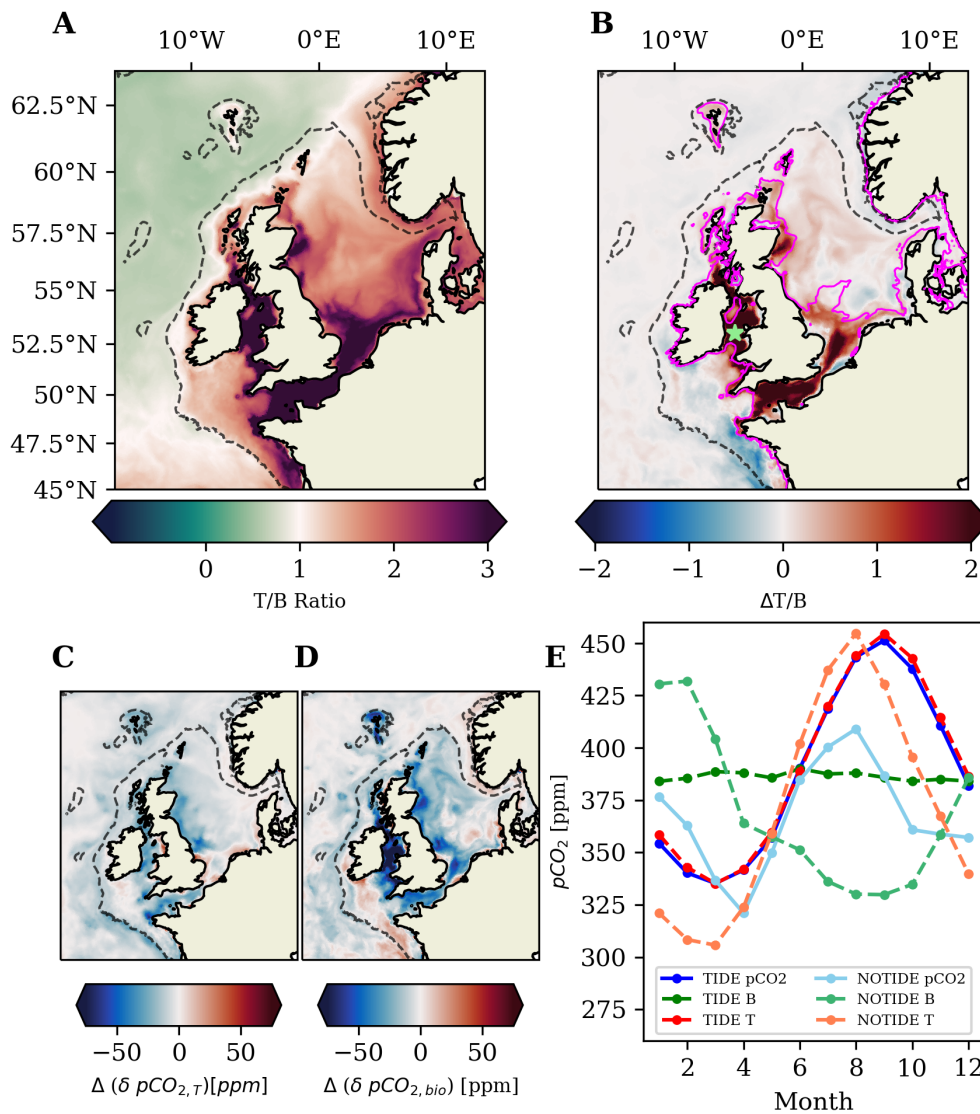 A
B
10°W 0°E 10°E
10°W 0°E 10°E
62.5°N
60°N
57.5°N
55°N
52.5°N
50°N
47.5°N
45°N
0 1 2 3
T/B Ratio
−2 −1 0 1 2
ΔT/B
C
D
E
−50 0 50
Δ (δ pCO₂,T)[ppm]
−50 0 50
Δ (δ pCO₂,bio) [ppm]
450
425
400
375
350
325
300
275
pCO₂ [ppm]
TIDE pCO2
TIDE B
TIDE T
NOTIDE pCO2
NOTIDE B
NOTIDE T
2 4 6 8 10 12
Month